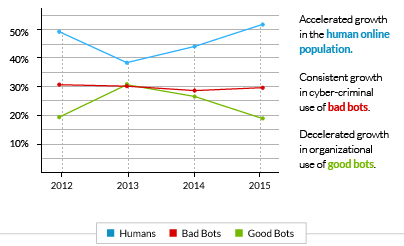 50%
40%
30%
20%
10%
2012 2013 2014 2015
Humans Bad Bots Good Bots
Accelerated growth
in the human online
population.
Consistent growth
in cyber-criminal
use of bad bots.
Decelerated growth
in organizational
use of good bots.